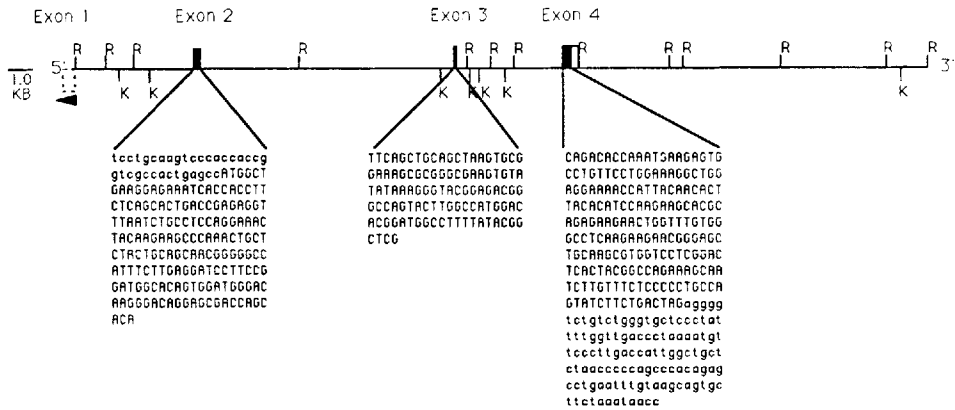 Exon 1 Exon 2 Exon 3 Exon 4
R R R R R R R R R R R R R
1.0 KB 5' 3'
K K K K K K K
tcctgcaagtcccaccaccg
gtcgccactgagccATGGCT
GAAGGAGAAATCACCACCTT
CTCAGCACTGACCGAGAGGT
TTAATCTGCCTCCAGGAAAC
TACAAGAAGCCCAAACTGCT
CTACTGCAGCAACGGGGGCC
ATTTCTTGAGGATCCTTCCG
GATGGCACAGTGGATGGGAC
AAGGGACAGGAGCGACCAGC
ACA
TTCAGCTGCAGCTAAGTGCG
GAAAGCGCGGGCGAAGTGTA
TATAAAGGGTACGGAGACGG
GCCAGTACTTGGCCATGGAC
ACGGATGGCCTTTTATACGG
CTCG
CAGACACCAAATGAAGAGTG
CCTGTTCCTGGAAAGGCTGG
AGGAAAACCATTACAACACT
TACACATCCAAGAAGCACGC
AGAGAAGAACTGGTTTGTGG
GCCTCAAGAAGAACGGGAGC
TGCAAGCGTGGTCCTCGGAC
TCACTACGGCCAGAAAGCAA
TCTTGTTTCTCCCCCTGCCA
GTATCTTCTGACTAGagggg
tctgtctgggtgctccctat
tttggttgaccctaaaatgt
tcccttgaccattggctgct
ctaacccccagcccacagag
cctgaatttgtaagcagtgc
ttctaaataacc